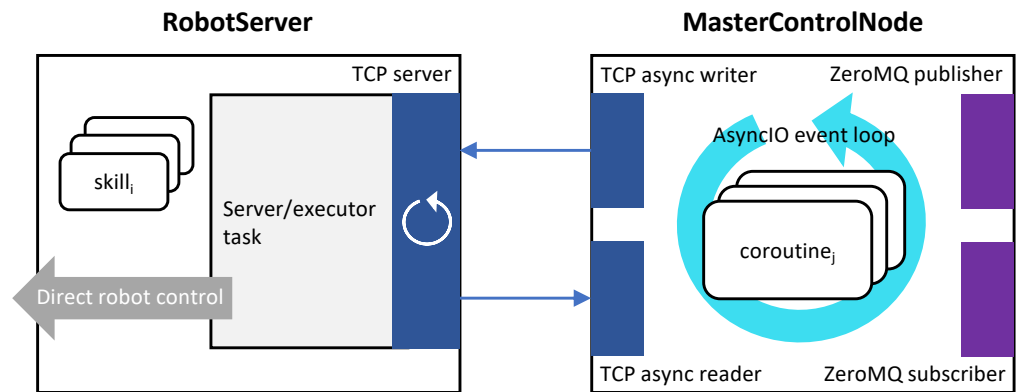 RobotServer
TCP server
skillᵢ
Server/executor
task
Direct robot control
MasterControlNode
TCP async writer
ZeroMQ publisher
AsyncIO event loop
coroutineⱼ
TCP async reader
ZeroMQ subscriber